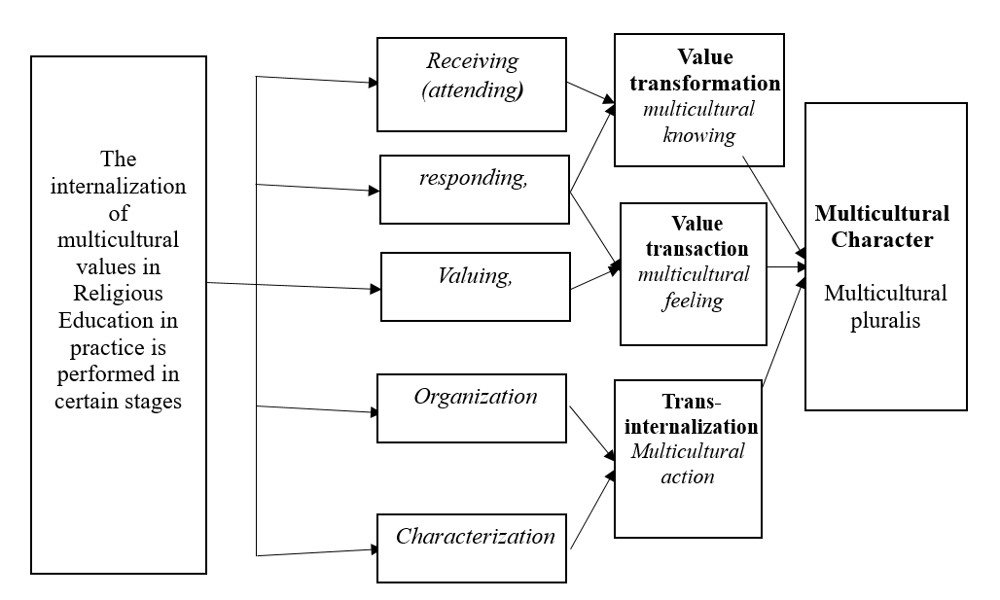 The
internalization
of
multicultural
values in
Religious
Education in
practice is
performed in
certain stages
Receiving
(attending)
responding,
Valuing,
Organization
Characterization
Value
transformation
multicultural
knowing
Value
transaction
multicultural
feeling
Trans-
internalization
Multicultural
action
Multicultural
Character
Multicultural
pluralis